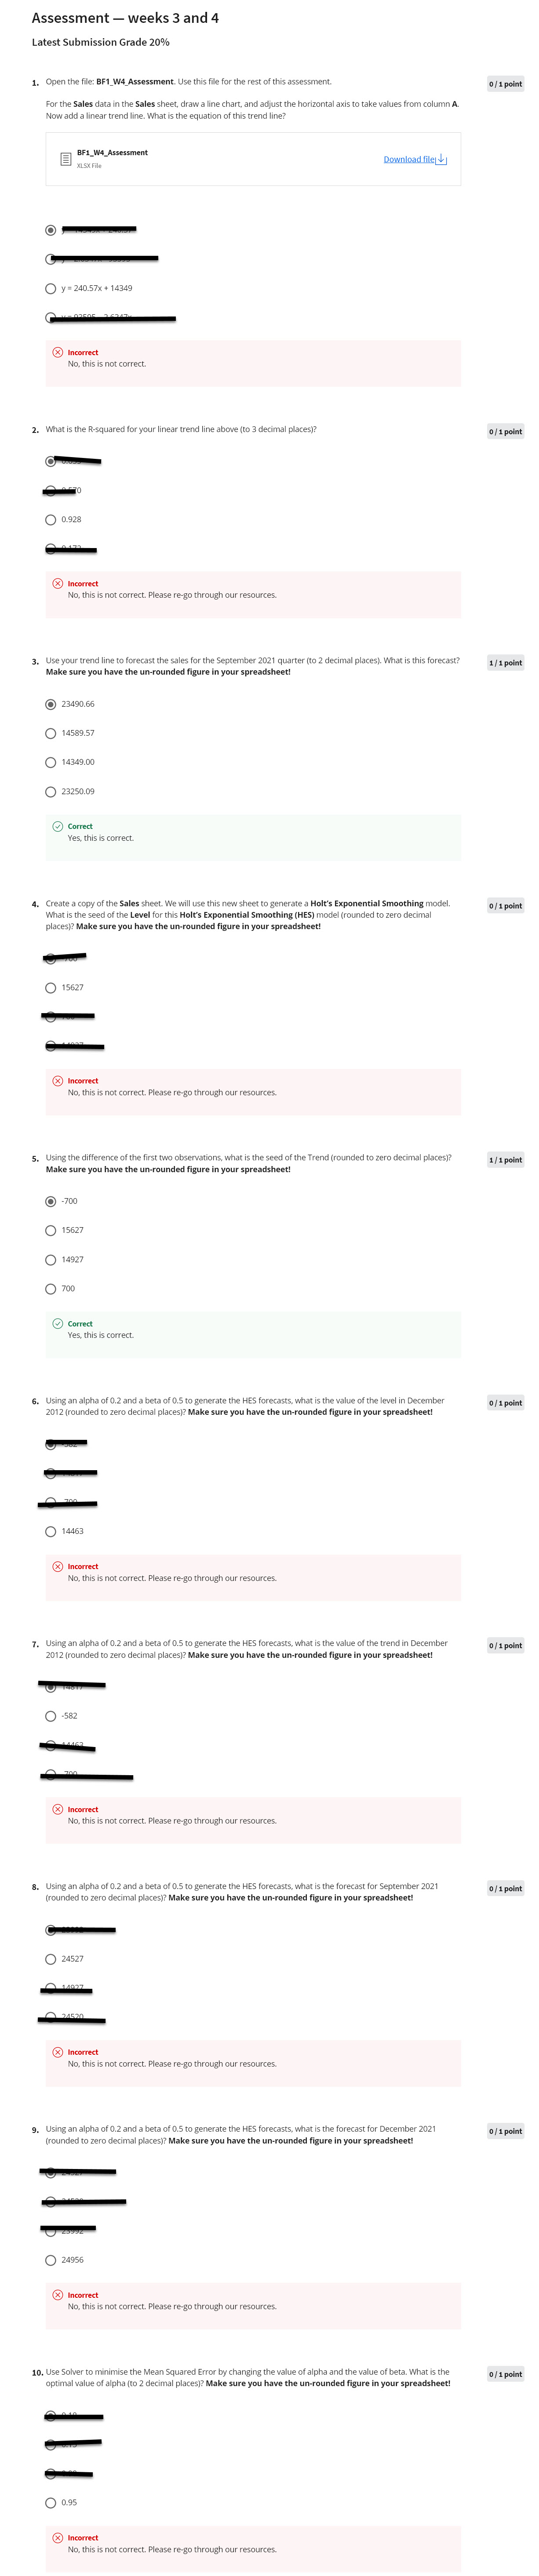 Assessment — weeks 3 and 4
Latest Submission Grade 20%
1. Open the file: BF1_W4_Assessment. Use this file for the rest of this assessment.
0 / 1 point
For the Sales data in the Sales sheet, draw a line chart, and adjust the horizontal axis to take values from column A.
Now add a linear trend line. What is the equation of this trend line?
BF1_W4_Assessment
XLSX File
Download file
y = 240.57x + 14349
Incorrect
No, this is not correct.
2. What is the R-squared for your linear trend line above (to 3 decimal places)?
0 / 1 point
0.928
Incorrect
No, this is not correct. Please re-go through our resources.
3. Use your trend line to forecast the sales for the September 2021 quarter (to 2 decimal places). What is this forecast?
1 / 1 point
Make sure you have the un-rounded figure in your spreadsheet!
23490.66
14589.57
14349.00
23250.09
Correct
Yes, this is correct.
4. Create a copy of the Sales sheet. We will use this new sheet to generate a Holt's Exponential Smoothing model.
0 / 1 point
What is the seed of the Level for this Holt's Exponential Smoothing (HES) model (rounded to zero decimal
places)? Make sure you have the un-rounded figure in your spreadsheet!
15627
Incorrect
No, this is not correct. Please re-go through our resources.
5. Using the difference of the first two observations, what is the seed of the Trend (rounded to zero decimal places)?
1 / 1 point
Make sure you have the un-rounded figure in your spreadsheet!
-700
15627
14927
700
Correct
Yes, this is correct.
6. Using an alpha of 0.2 and a beta of 0.5 to generate the HES forecasts, what is the value of the level in December
0 / 1 point
2012 (rounded to zero decimal places)? Make sure you have the un-rounded figure in your spreadsheet!
14463
Incorrect
No, this is not correct. Please re-go through our resources.
7. Using an alpha of 0.2 and a beta of 0.5 to generate the HES forecasts, what is the value of the trend in December
0 / 1 point
2012 (rounded to zero decimal places)? Make sure you have the un-rounded figure in your spreadsheet!
-582
Incorrect
No, this is not correct. Please re-go through our resources.
8. Using an alpha of 0.2 and a beta of 0.5 to generate the HES forecasts, what is the forecast for September 2021
0 / 1 point
(rounded to zero decimal places)? Make sure you have the un-rounded figure in your spreadsheet!
24527
14927
24520
Incorrect
No, this is not correct. Please re-go through our resources.
9. Using an alpha of 0.2 and a beta of 0.5 to generate the HES forecasts, what is the forecast for December 2021
0 / 1 point
(rounded to zero decimal places)? Make sure you have the un-rounded figure in your spreadsheet!
23992
24956
Incorrect
No, this is not correct. Please re-go through our resources.
10. Use Solver to minimise the Mean Squared Error by changing the value of alpha and the value of beta. What is the
0 / 1 point
optimal value of alpha (to 2 decimal places)? Make sure you have the un-rounded figure in your spreadsheet!
0.95
Incorrect
No, this is not correct. Please re-go through our resources.